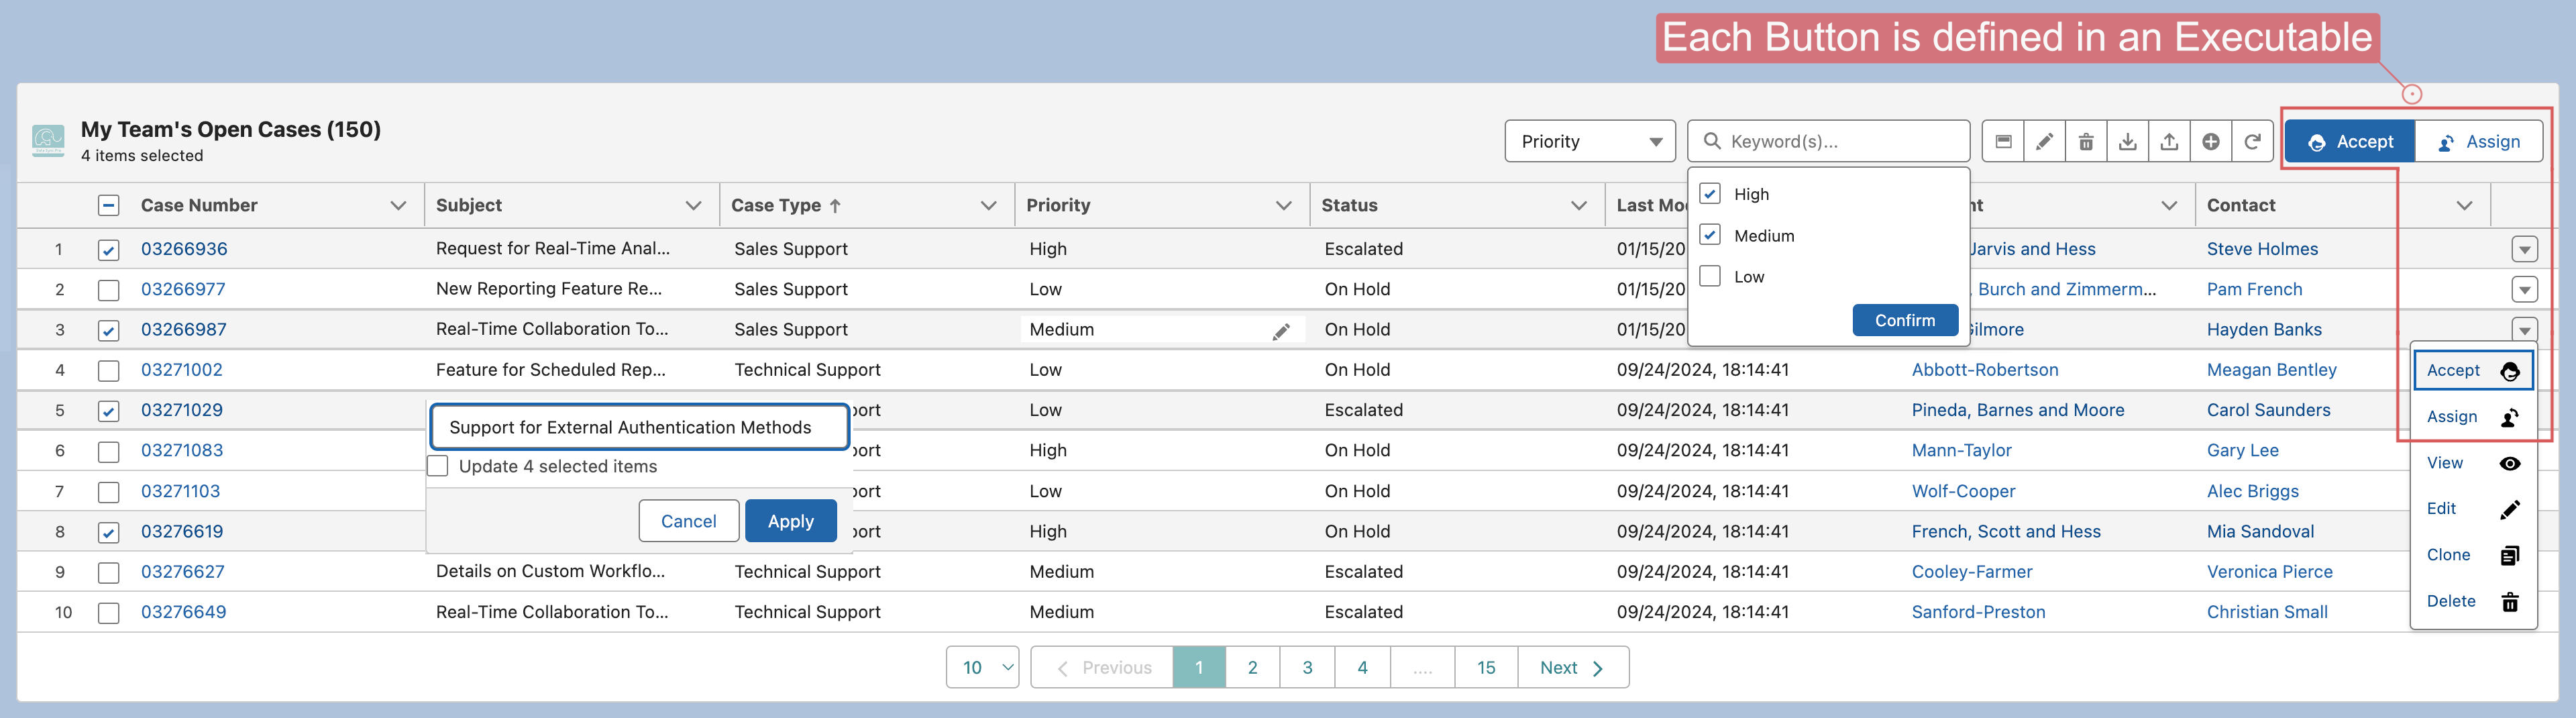 Each Button is defined in an Executable
My Team's Open Cases (150)
4 items selected
Priority
Keyword(s)...
Accept
Assign
High
Medium
Low
Confirm
Case Number Subject Case Type Priority Status Last Mo nt Contact
1 03266936 Request for Real-Time Anal... Sales Support High Escalated 01/15/20 Jarvis and Hess Steve Holmes
2 03266977 New Reporting Feature Re... Sales Support Low On Hold 01/15/20 , Burch and Zimmerm... Pam French
3 03266987 Real-Time Collaboration To... Sales Support Medium On Hold 01/15/20 Gilmore Hayden Banks
4 03271002 Feature for Scheduled Rep... Technical Support Low On Hold 09/24/2024, 18:14:41 Abbott-Robertson Meagan Bentley
5 03271029 port Low Escalated 09/24/2024, 18:14:41 Pineda, Barnes and Moore Carol Saunders
6 03271083 port High On Hold 09/24/2024, 18:14:41 Mann-Taylor Gary Lee
7 03271103 port Low On Hold 09/24/2024, 18:14:41 Wolf-Cooper Alec Briggs
8 03276619 port High On Hold 09/24/2024, 18:14:41 French, Scott and Hess Mia Sandoval
9 03276627 Details on Custom Workflo... Technical Support Medium Escalated 09/24/2024, 18:14:41 Cooley-Farmer Veronica Pierce
10 03276649 Real-Time Collaboration To... Technical Support Medium Escalated 09/24/2024, 18:14:41 Sanford-Preston Christian Small
Support for External Authentication Methods
Update 4 selected items
Cancel Apply
Accept
Assign
View
Edit
Clone
Delete
10 Previous 1 2 3 4 .... 15 Next